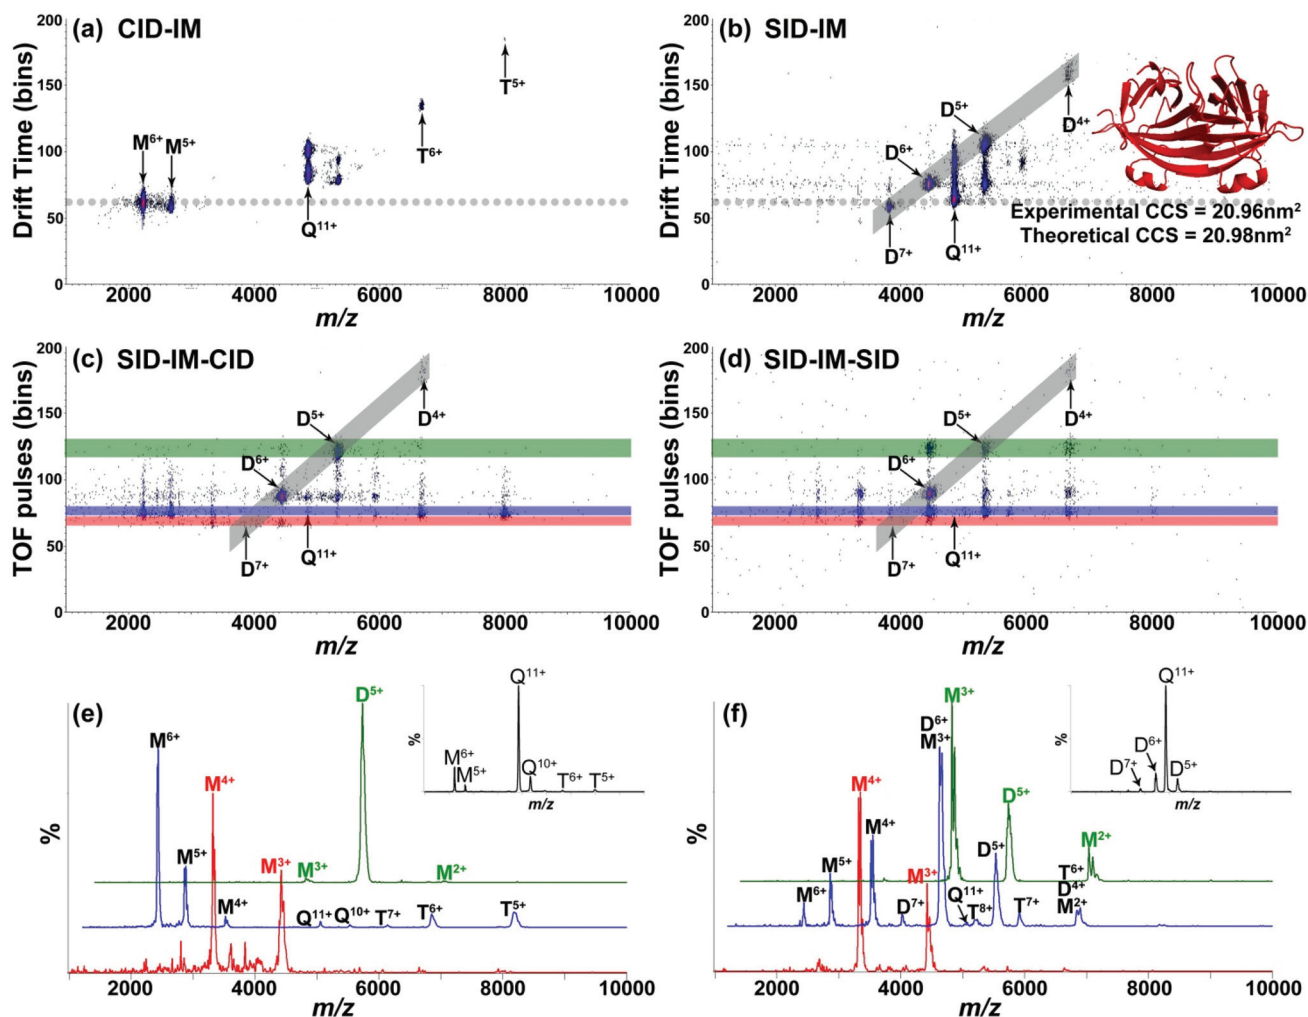 (a) CID-IM
Drift Time (bins)
200
150
100
50
0
M6+
M5+
Q11+
T6+
T5+
2000 4000 6000 8000 10000
m/z
(b) SID-IM
Drift Time (bins)
200
150
100
50
0
D5+
D6+
D4+
D7+
Q11+
Experimental CCS = 20.96nm2
Theoretical CCS = 20.98nm2
2000 4000 6000 8000 10000
m/z
(c) SID-IM-CID
TOF pulses (bins)
200
150
100
50
0
D5+
D4+
D6+
D7+
Q11+
2000 4000 6000 8000 10000
m/z
(d) SID-IM-SID
TOF pulses (bins)
200
150
100
50
0
D5+
D4+
D6+
D7+
Q11+
2000 4000 6000 8000 10000
m/z
(e)
%
D5+
M3+
M2+
M6+
M5+
M4+
Q11+
Q10+
T7+
T6+
T5+
M4+
M3+
%
Q11+
M6+
M5+
Q10+
T6+
T5+
m/z
2000 4000 6000 8000 10000
m/z
(f)
%
M3+
D5+
M2+
D6+
M3+
M6+
M5+
M4+
D7+
Q11+
T8+
D5+
T7+
T6+
D4+
M2+
M4+
M3+
%
Q11+
D7+
D6+
D5+
m/z
2000 4000 6000 8000 10000
m/z